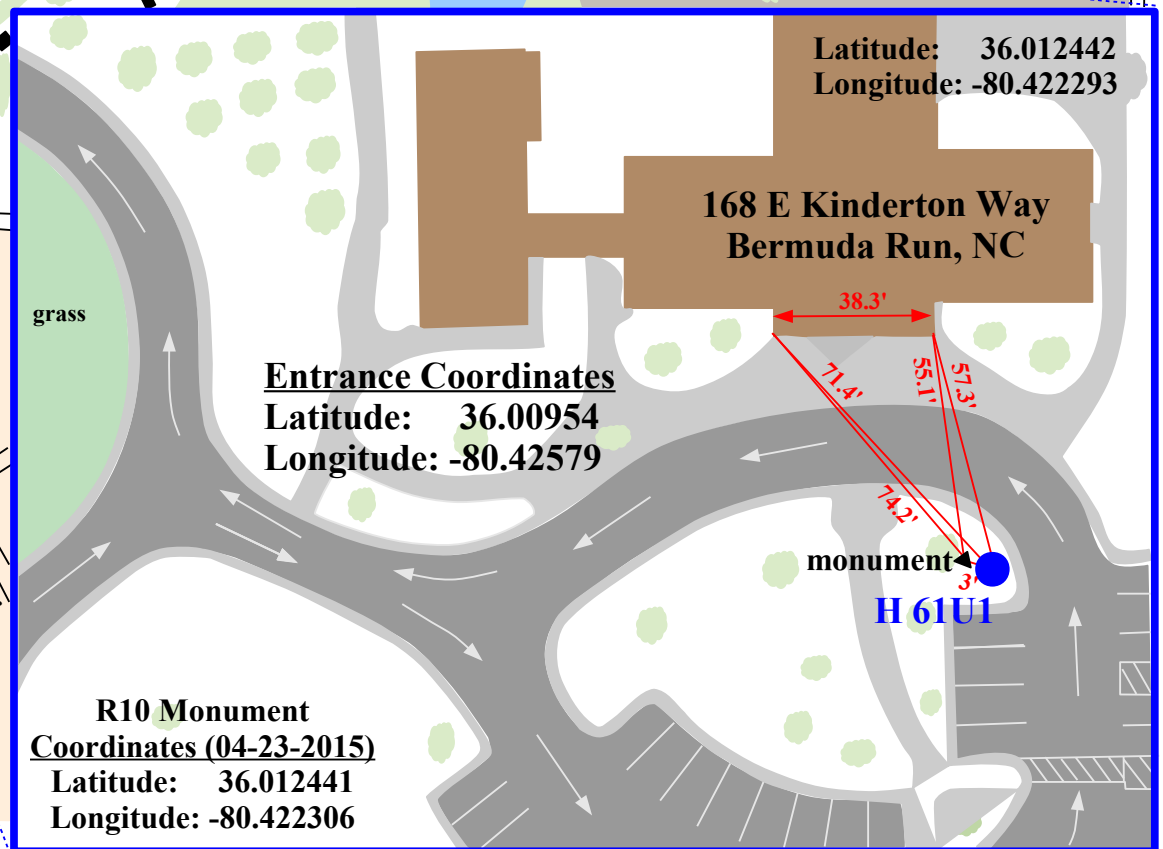 Latitude: 36.012442
Longitude: -80.422293
168 E Kinderton Way
Bermuda Run, NC
38.3'
grass
Entrance Coordinates
Latitude: 36.00954
Longitude: -80.42579
71.4'
55.1'
57.3'
74.2'
monument
3'
H 61U1
R10 Monument
Coordinates (04-23-2015)
Latitude: 36.012441
Longitude: -80.422306